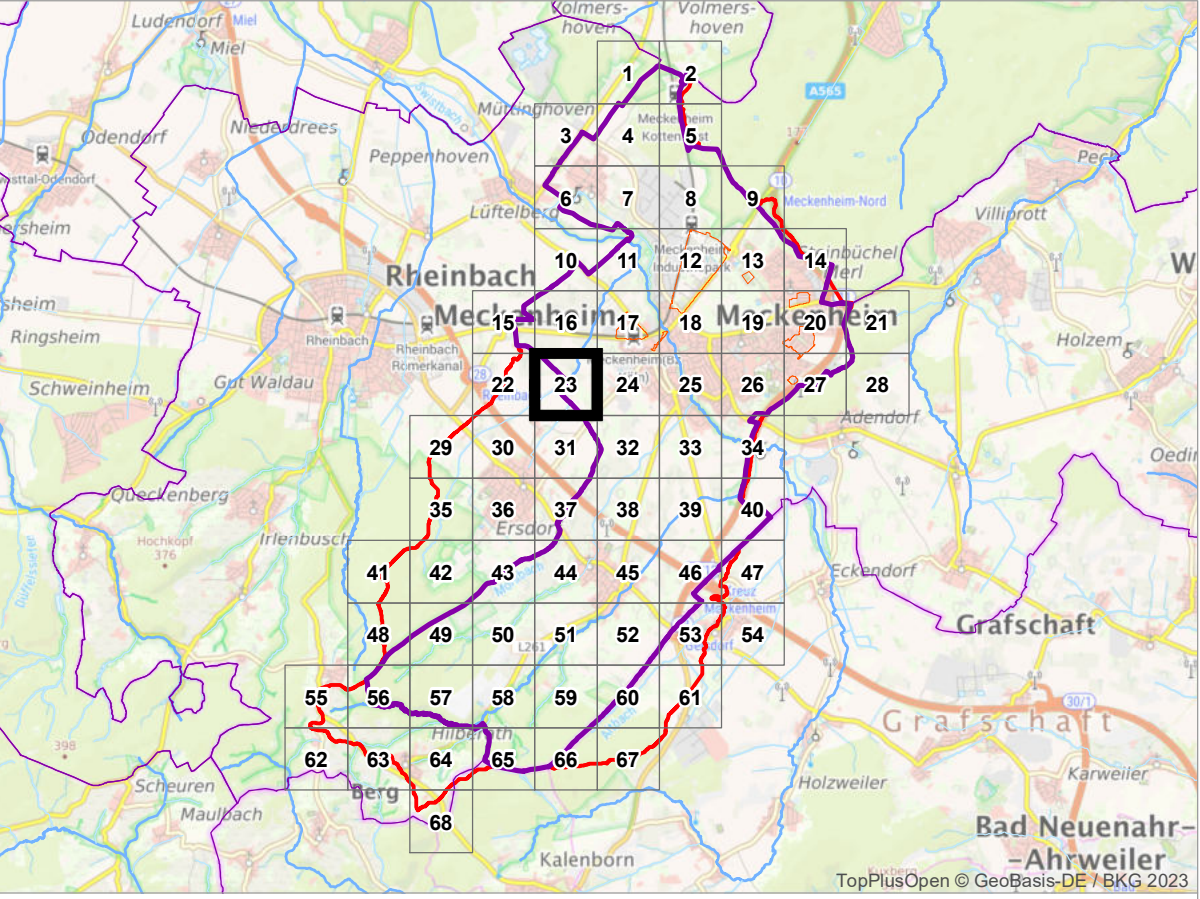 Ludendorf
Miel
Miel
Volmers-
hoven
Volmers-
hoven
A565
Swistbach
Müttinghoven
1
2
Odendorf
Niederdrees
Meckenheim
3
4
5
Peppenhoven
6
7
8
9
10
Meckenheim-Nord
Lüftelberg
Villiprott
10
11
12
13
14
Rheinbach
Meckenheim
Meckenheim
15
16
17
18
19
20
21
Ringsheim
Rheinbach
Rheinbach
Römerkanal
Holzem
Schweinheim
Gut Waldau
28
22
23
24
25
26
27
28
Adendorf
29
30
31
32
33
34
Queckenberg
35
36
37
38
39
40
Irlenbusch
Hochkopf
376
41
42
43
44
45
46
47
Eckendorf
Meckenheim
Grafschaft
48
49
50
51
52
53
54
L261
55
56
57
58
59
60
61
30/1
Grafschaft
Hilberath
398
62
63
64
65
66
67
Scheuren
Berg
Holzweiler
Karweiler
Maulbach
68
Bad Neuenahr-
-Ahrweiler
Kalenborn
TopPlusOpen © GeoBasis-DE / BKG 2023